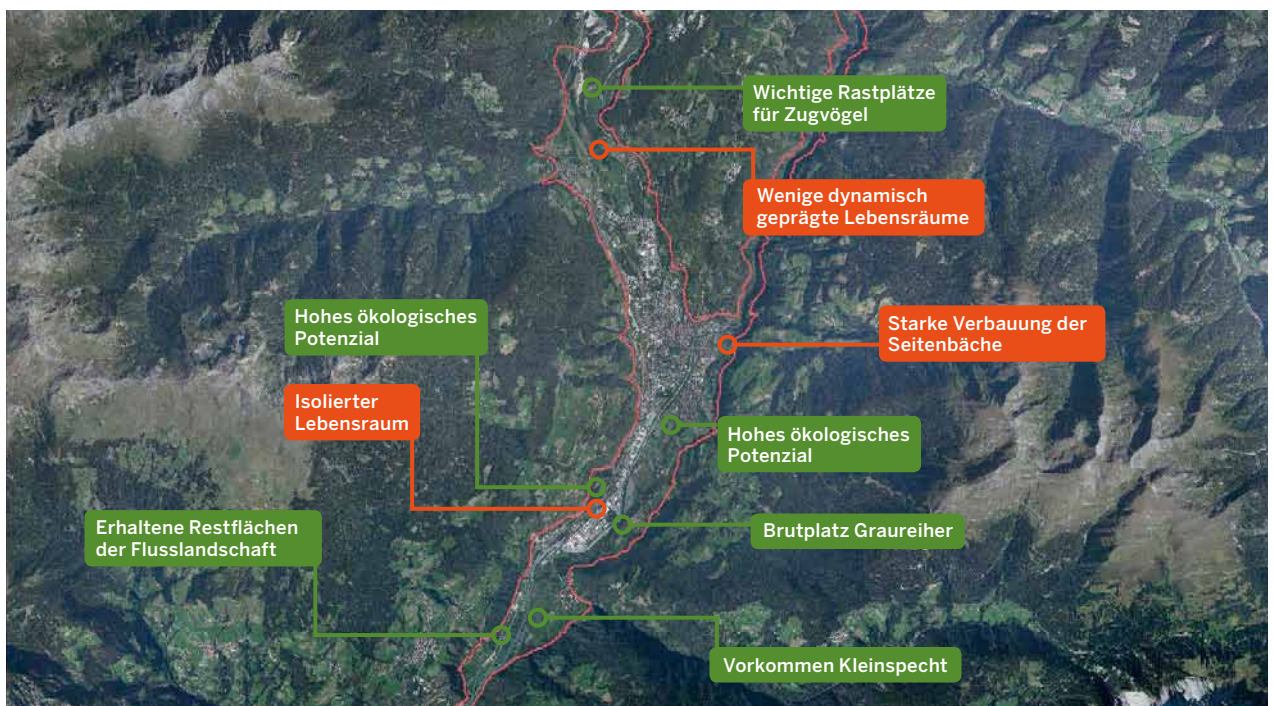 Wichtige Rastplätze
für Zugvögel
Wenige dynamisch
geprägte Lebensräume
Hohes ökologisches
Potenzial
Starke Verbauung der
Seitenbäche
Isolierter
Lebensraum
Hohes ökologisches
Potenzial
Erhaltene Restflächen
der Flusslandschaft
Brutplatz Graureiher
Vorkommen Kleinspecht